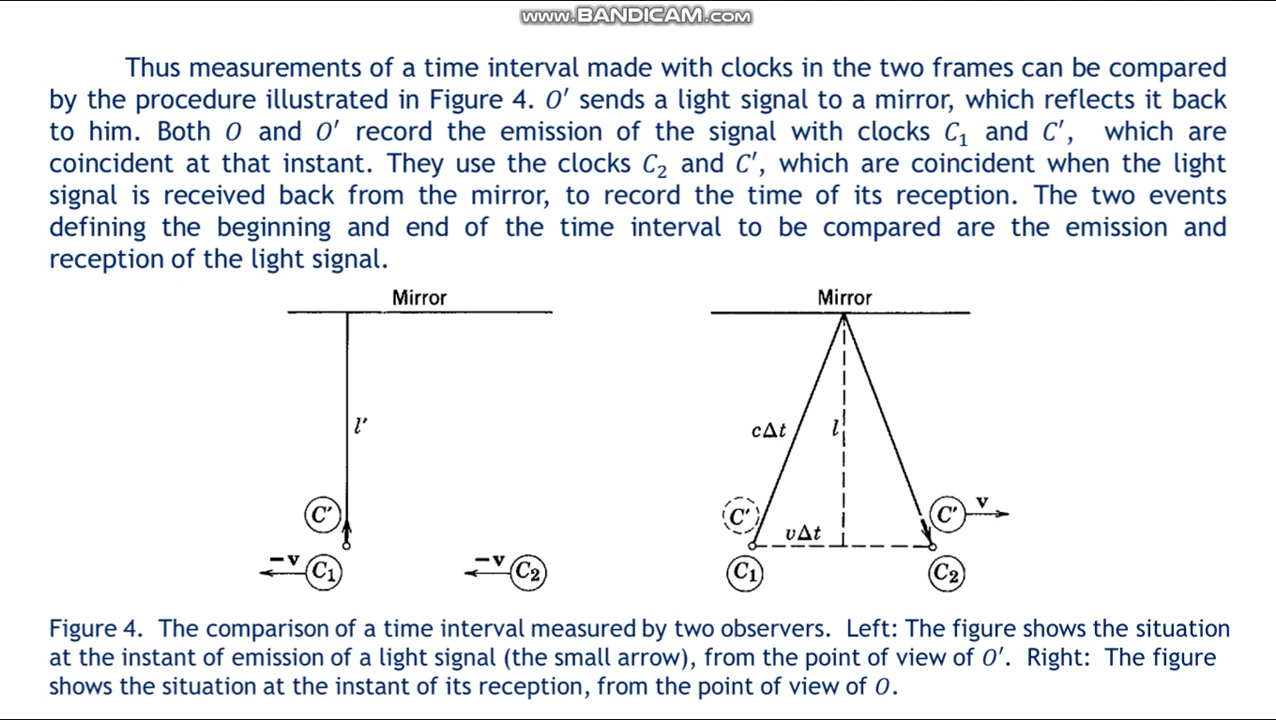 www.BANDICAM.com
Thus measurements of a time interval made with clocks in the two frames can be compared
by the procedure illustrated in Figure 4. O′ sends a light signal to a mirror, which reflects it back
to him. Both O and O′ record the emission of the signal with clocks C₁ and C′, which are
coincident at that instant. They use the clocks C₂ and C′, which are coincident when the light
signal is received back from the mirror, to record the time of its reception. The two events
defining the beginning and end of the time interval to be compared are the emission and
reception of the light signal.
Mirror
l′
C′
−v
C₁
−v
C₂
Mirror
cΔt
l
C′
vΔt
C′
v
C₁
C₂
Figure 4. The comparison of a time interval measured by two observers. Left: The figure shows the situation
at the instant of emission of a light signal (the small arrow), from the point of view of O′. Right: The figure
shows the situation at the instant of its reception, from the point of view of O.